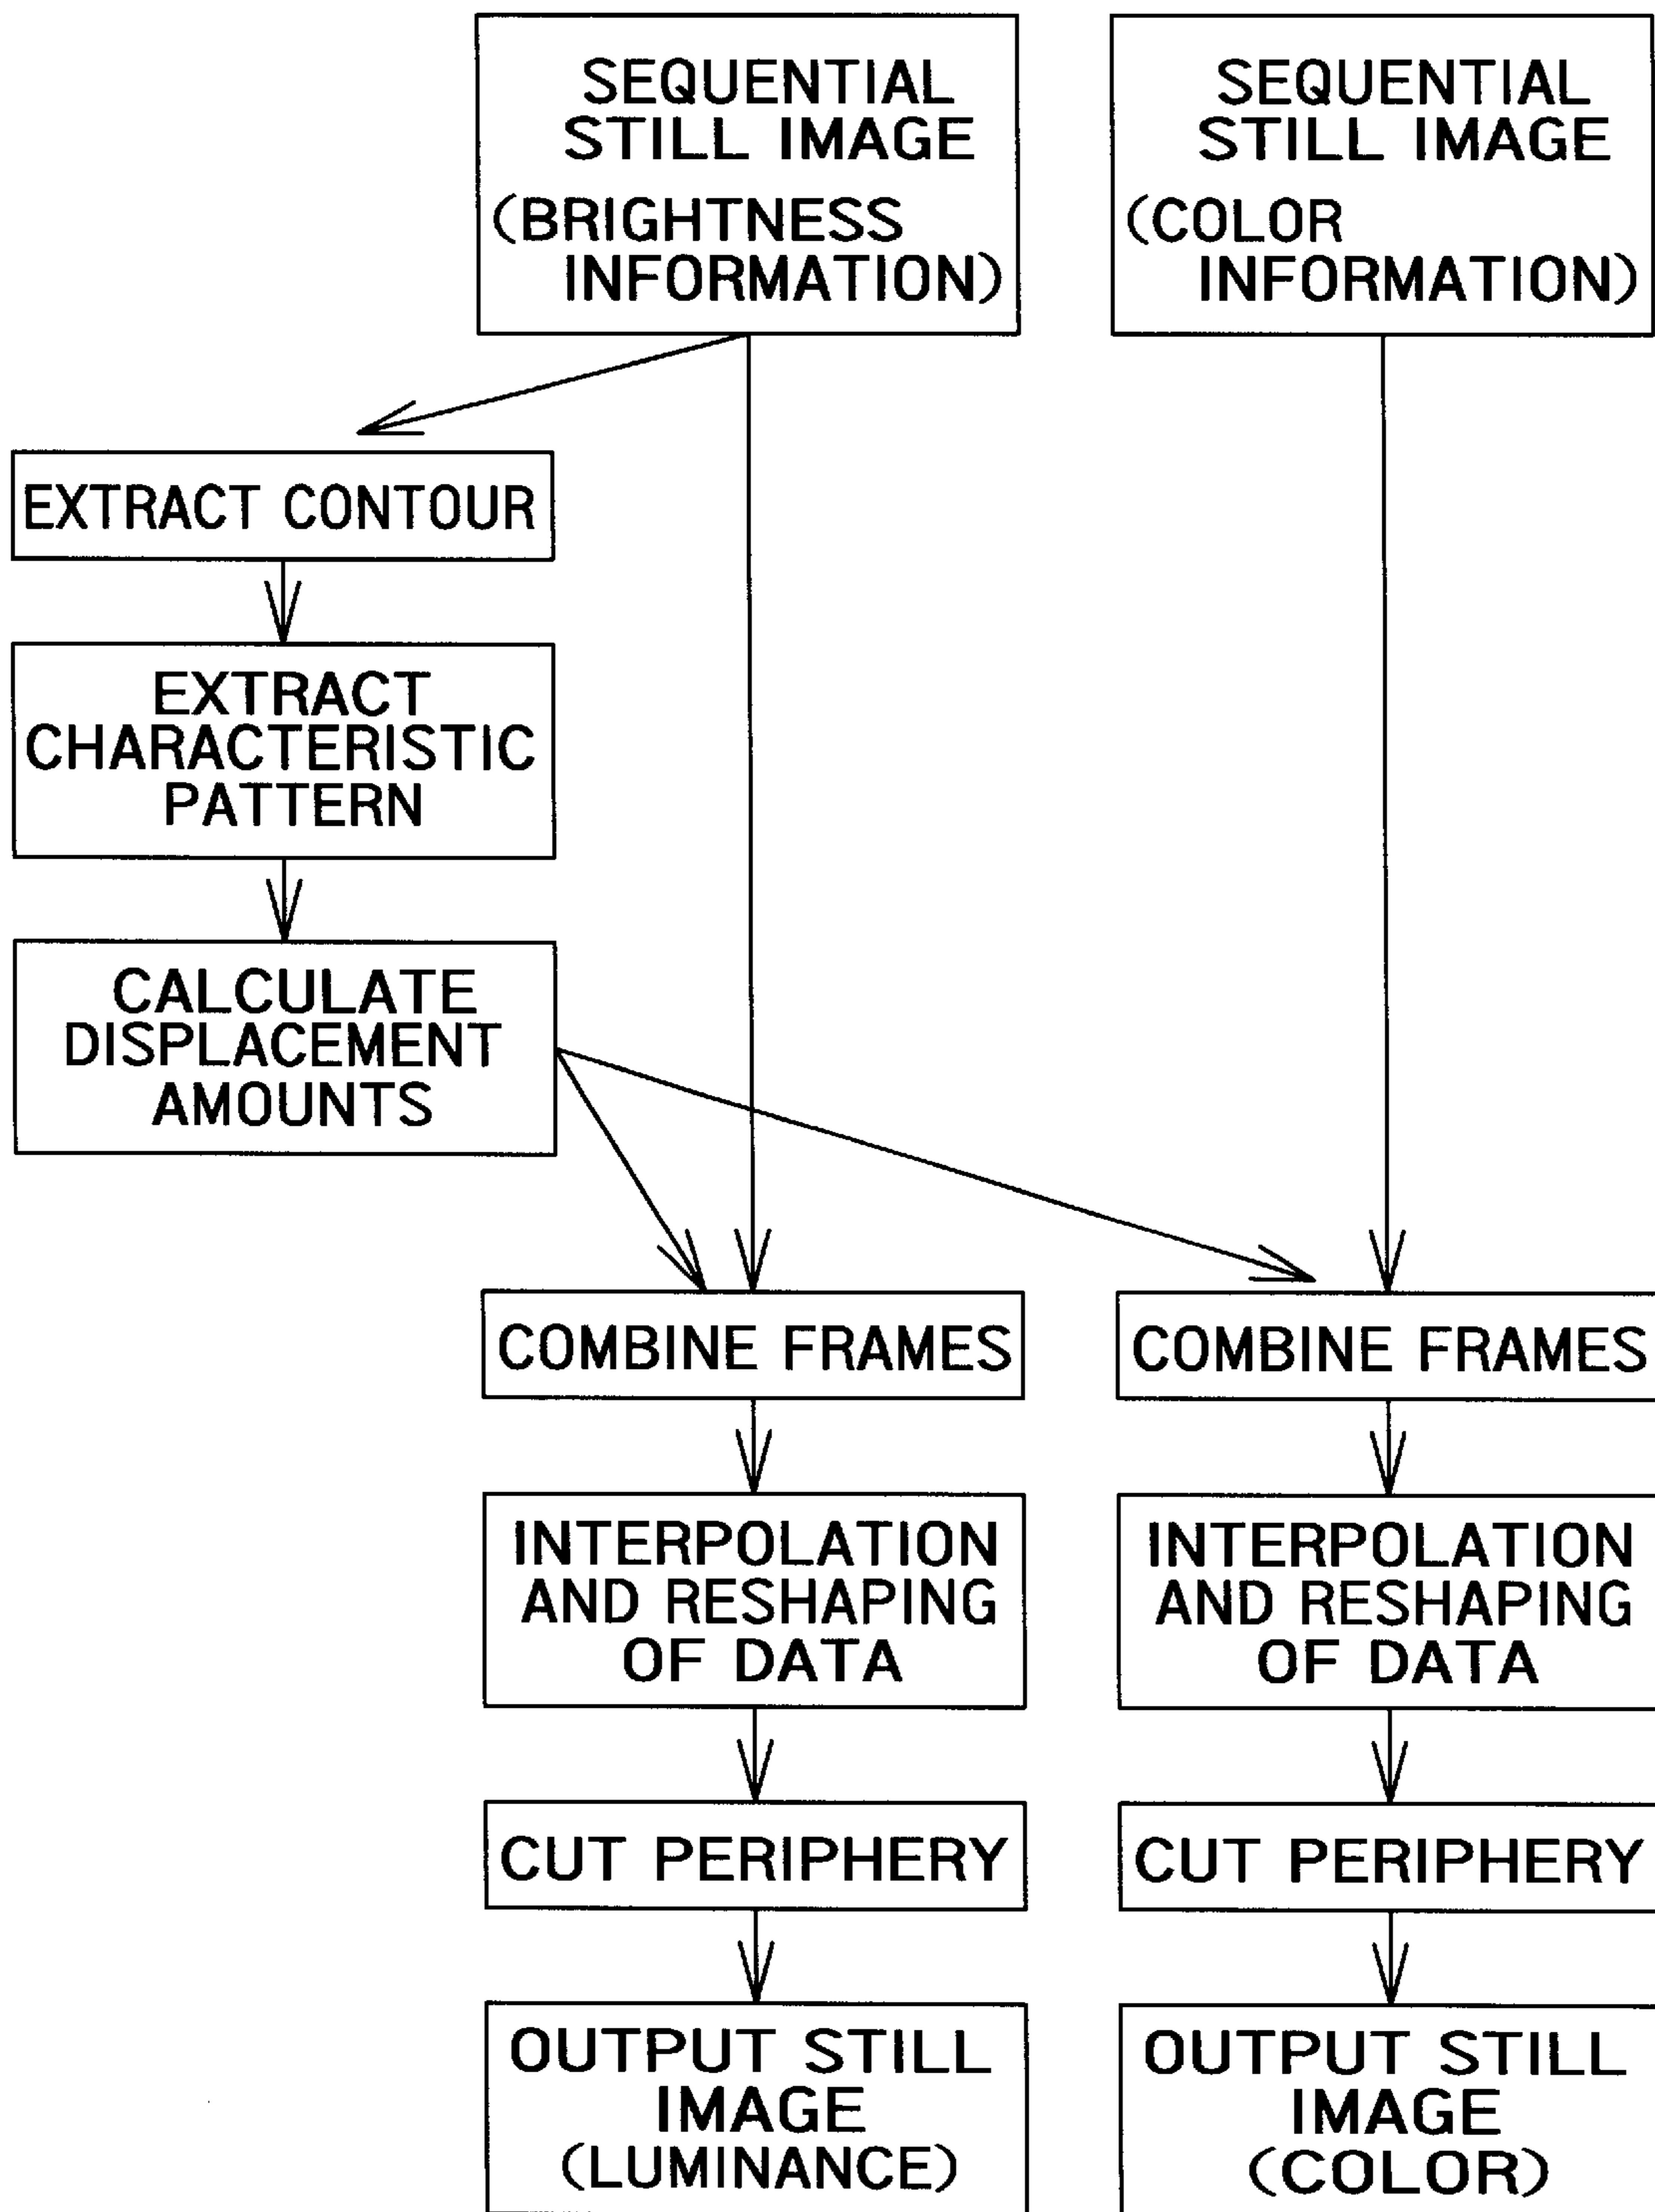 SEQUENTIAL
STILL IMAGE
(BRIGHTNESS
INFORMATION)
SEQUENTIAL
STILL IMAGE
(COLOR
INFORMATION)
EXTRACT CONTOUR
EXTRACT
CHARACTERISTIC
PATTERN
CALCULATE
DISPLACEMENT
AMOUNTS
COMBINE FRAMES
COMBINE FRAMES
INTERPOLATION
AND RESHAPING
OF DATA
INTERPOLATION
AND RESHAPING
OF DATA
CUT PERIPHERY
CUT PERIPHERY
OUTPUT STILL
IMAGE
(LUMINANCE)
OUTPUT STILL
IMAGE
(COLOR)